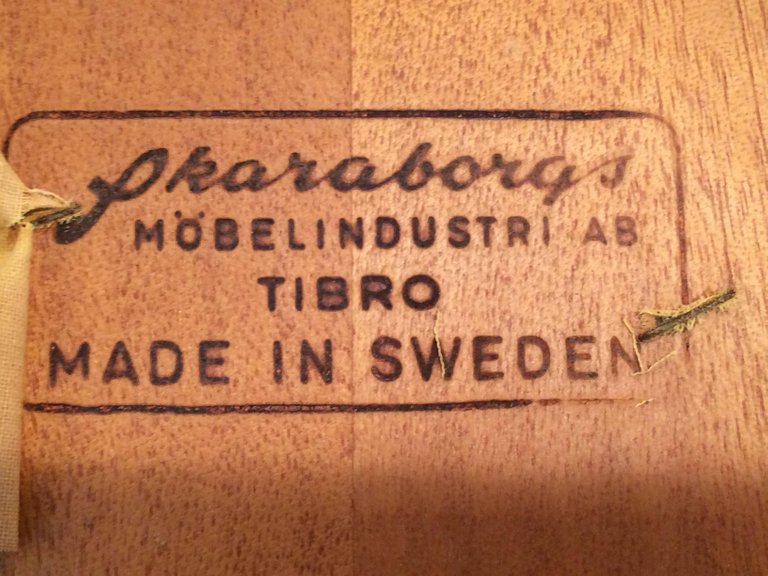 Skaraborgs
MÖBELINDUSTRI AB
TIBRO
MADE IN SWEDEN